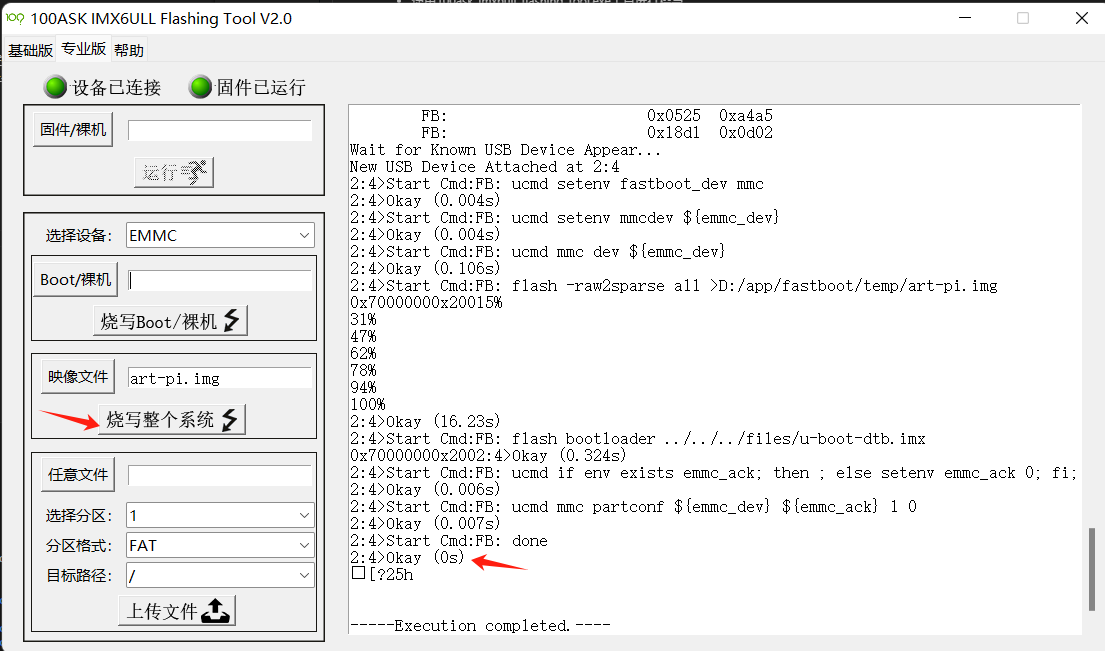 100ASK IMX6ULL Flashing Tool V2.0
基础版 专业版 帮助
设备已连接 固件已运行
固件/裸机
运行
选择设备: EMMC
Boot/裸机
烧写Boot/裸机
映像文件 art-pi.img
烧写整个系统
任意文件
选择分区: 1
分区格式: FAT
目标路径: /
上传文件
FB: 0x0525 0xa4a5
FB: 0x18d1 0x0d02
Wait for Known USB Device Appear...
New USB Device Attached at 2:4
2:4>Start Cmd:FB: ucmd setenv fastboot_dev mmc
2:4>Okay (0.004s)
2:4>Start Cmd:FB: ucmd setenv mmcdev ${emmc_dev}
2:4>Okay (0.004s)
2:4>Start Cmd:FB: ucmd mmc dev ${emmc_dev}
2:4>Okay (0.106s)
2:4>Start Cmd:FB: flash -raw2sparse all >D:/app/fastboot/temp/art-pi.img
0x70000000x20015%
31%
47%
62%
78%
94%
100%
2:4>Okay (16.23s)
2:4>Start Cmd:FB: flash bootloader ../../../files/u-boot-dtb.imx
0x70000000x2002:4>Okay (0.324s)
2:4>Start Cmd:FB: ucmd if env exists emmc_ack; then ; else setenv emmc_ack 0; fi;
2:4>Okay (0.006s)
2:4>Start Cmd:FB: ucmd mmc partconf ${emmc_dev} ${emmc_ack} 1 0
2:4>Okay (0.007s)
2:4>Start Cmd:FB: done
2:4>Okay (0s)
□[?25h
-----Execution completed.----